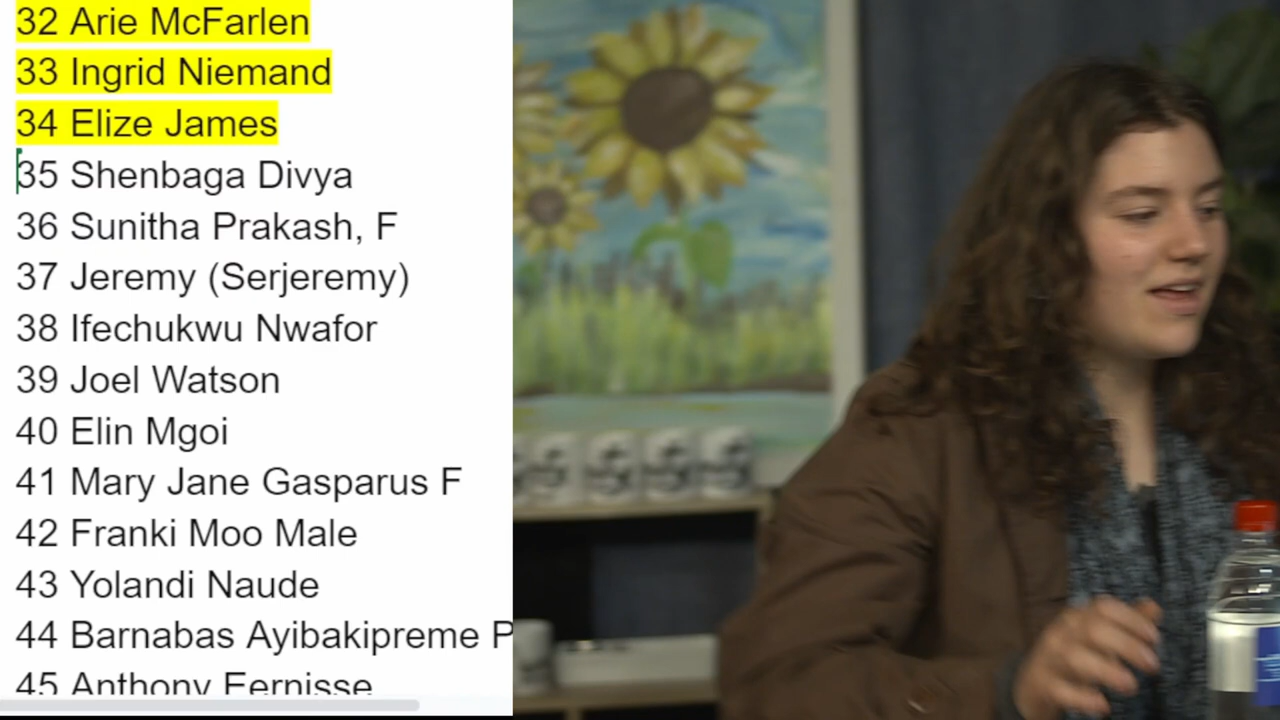 32 Arie McFarlen
33 Ingrid Niemand
34 Elize James
35 Shenbaga Divya
36 Sunitha Prakash, F
37 Jeremy (Serjeremy)
38 Ifechukwu Nwafor
39 Joel Watson
40 Elin Mgoi
41 Mary Jane Gasparus F
42 Franki Moo Male
43 Yolandi Naude
44 Barnabas Ayibakipreme P
45 Anthony Fernisse